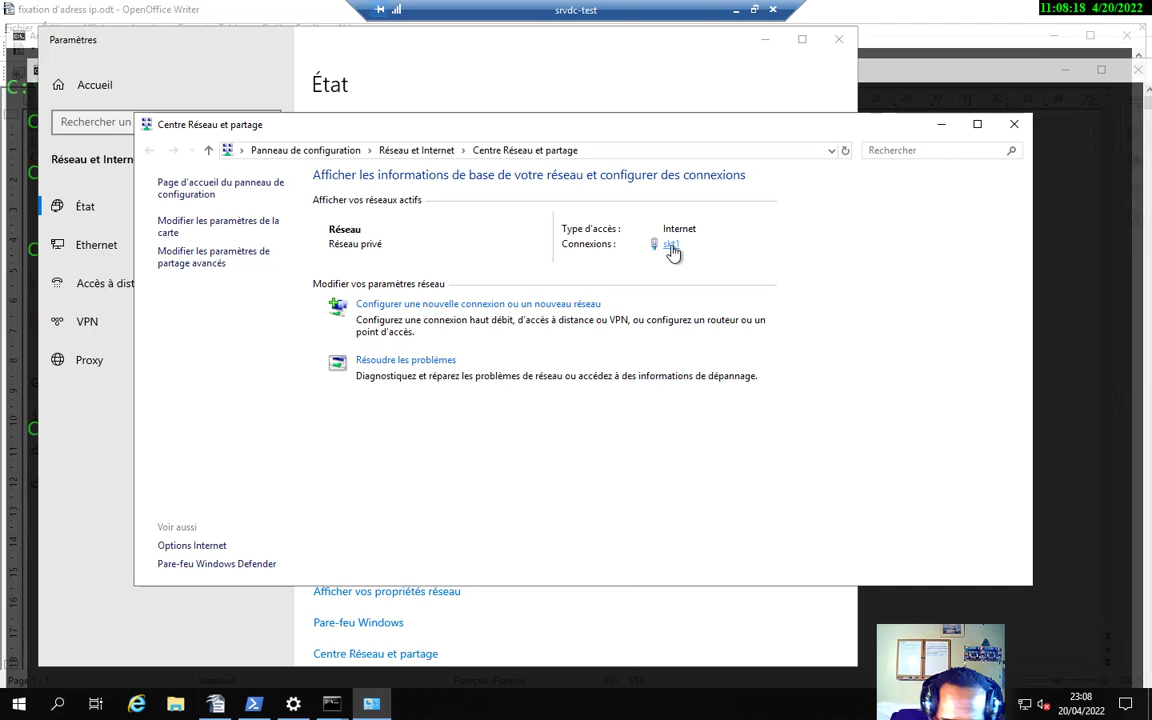 fixation d'adress ip.odt - OpenOffice Writer
srvdc-test
11:08:18 4/20/2022
Paramètres
Accueil
État
Rechercher un
Centre Réseau et partage
Réseau et Intern
Panneau de configuration > Réseau et Internet > Centre Réseau et partage
Rechercher
Afficher les informations de base de votre réseau et configurer des connexions
Page d'accueil du panneau de
configuration
Afficher vos réseaux actifs
État
Modifier les paramètres de la
carte
Réseau
Type d'accès :
Internet
Ethernet
Réseau privé
Connexions :
Modifier les paramètres de
partage avancés
Accès à dist
Modifier vos paramètres réseau
Configurer une nouvelle connexion ou un nouveau réseau
VPN
Configurez une connexion haut débit, d'accès à distance ou VPN, ou configurez un routeur ou un
point d'accès.
Proxy
Résoudre les problèmes
Diagnostiquez et réparez les problèmes de réseau ou accédez à des informations de dépannage.
Voir aussi
Options Internet
Pare-feu Windows Defender
Afficher vos propriétés réseau
Pare-feu Windows
Centre Réseau et partage
Standard
Français (France)
INS
STD
23:08
20/04/2022